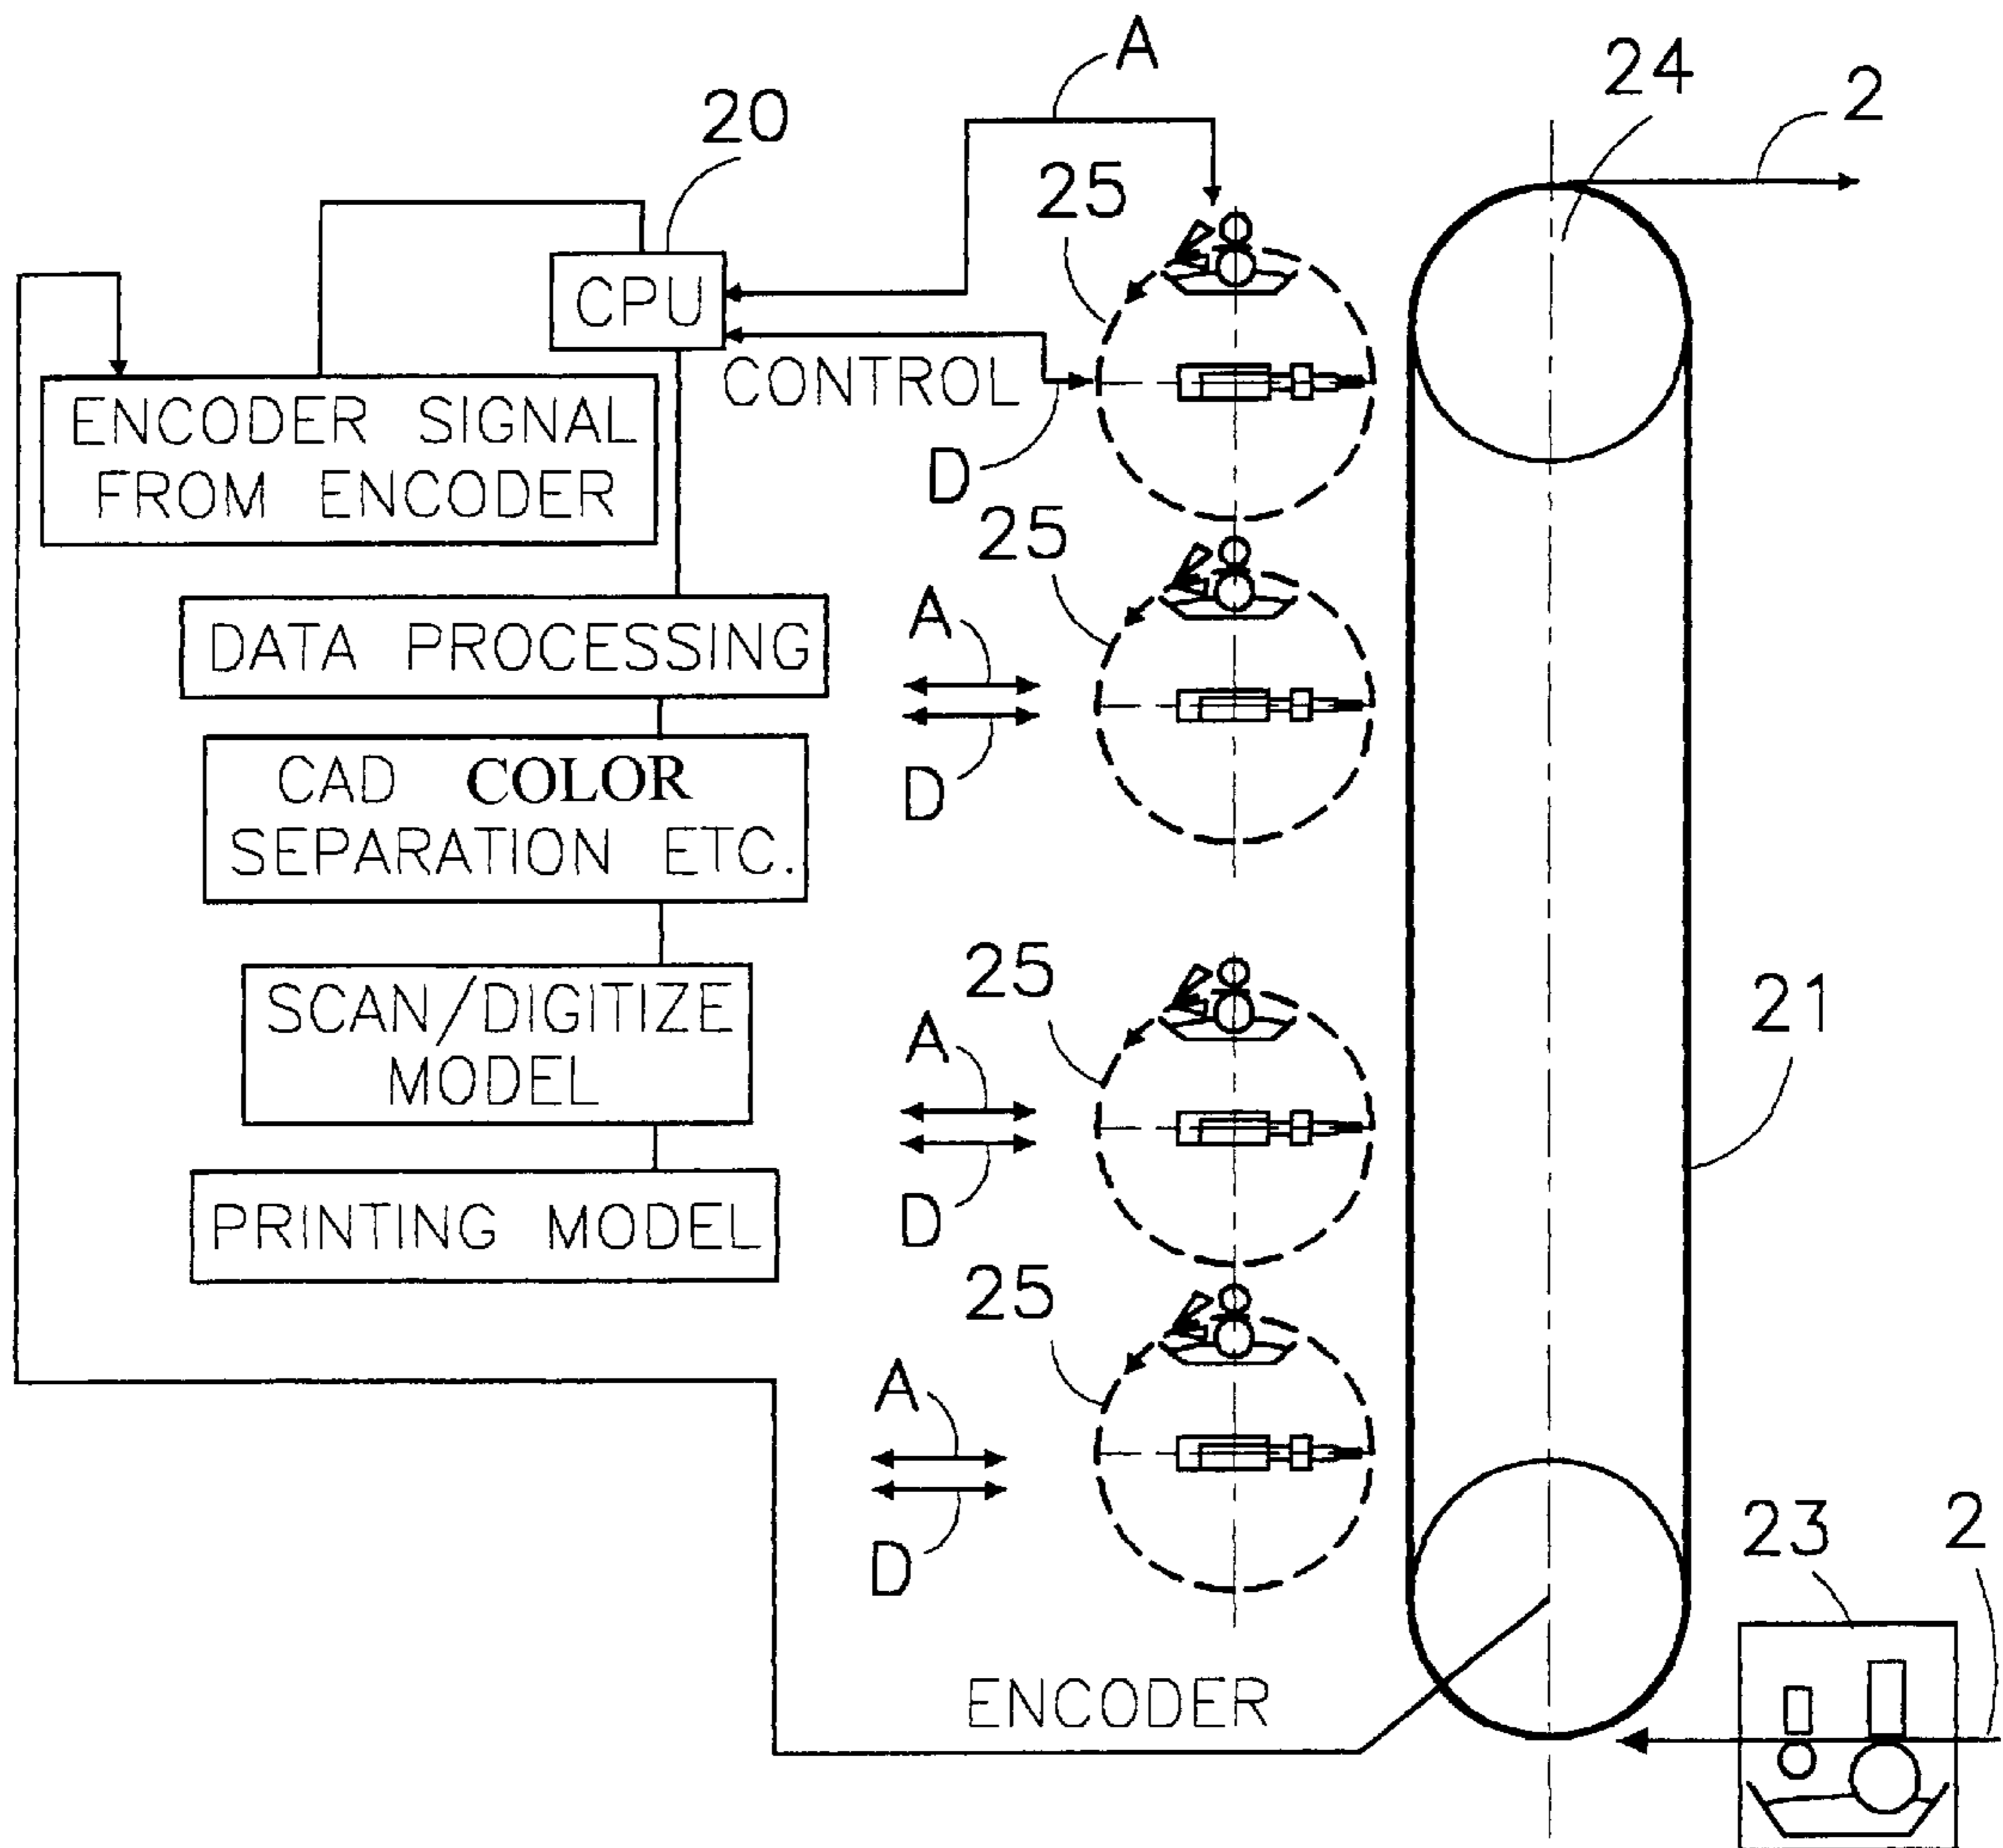 A
24
2
20
25
CPU
CONTROL
ENCODER SIGNAL
FROM ENCODER
D
25
DATA PROCESSING
A
D
CAD COLOR
SEPARATION ETC.
25
SCAN/DIGITIZE
MODEL
A
D
21
PRINTING MODEL
25
A
D
23
2
ENCODER